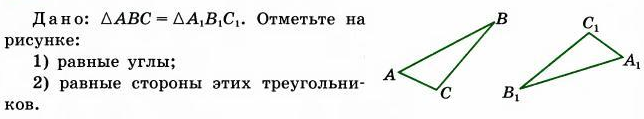 Дано: △ABC = △A₁B₁C₁. Отметьте на
рисунке:
1) равные углы;
2) равные стороны этих треугольни-
ков.
B
A
C
C₁
A₁
B₁